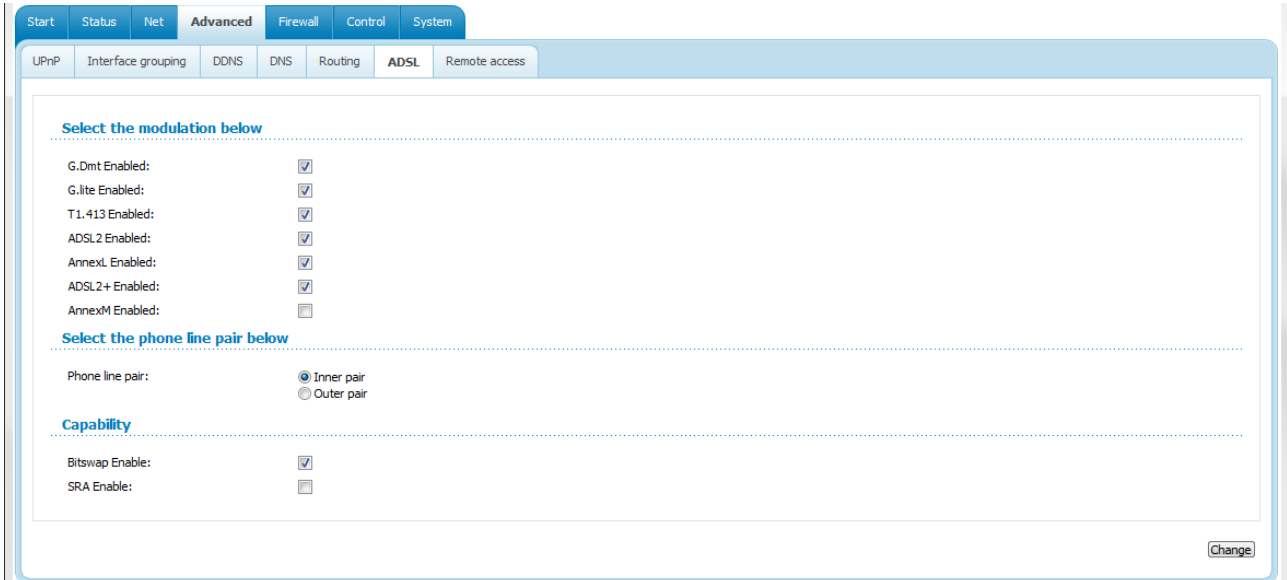 Start Status Net Advanced Firewall Control System
UPnP Interface grouping DDNS DNS Routing ADSL Remote access
Select the modulation below
G.Dmt Enabled:
G.lite Enabled:
T1.413 Enabled:
ADSL2 Enabled:
AnnexL Enabled:
ADSL2+ Enabled:
AnnexM Enabled:
Select the phone line pair below
Phone line pair: Inner pair
Outer pair
Capability
Bitswap Enable:
SRA Enable:
Change